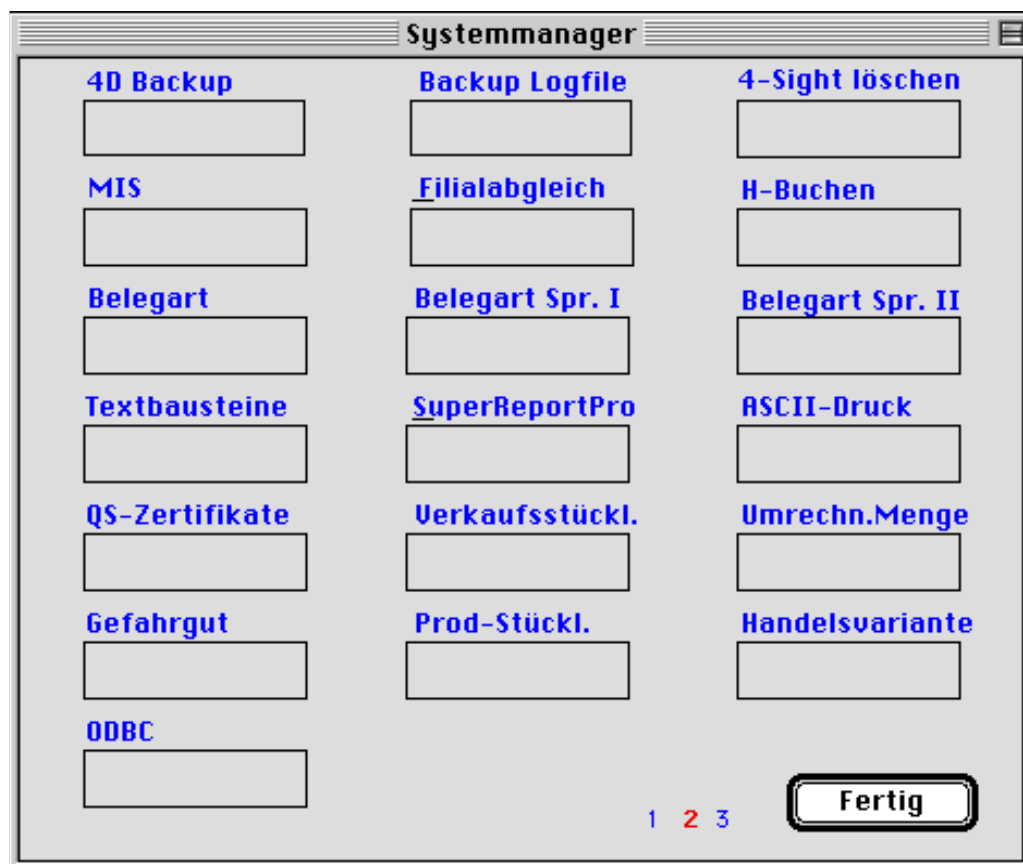 Systemmanager
4D Backup Backup Logfile 4-Sight löschen
MIS Filialabgleich H-Buchen
Belegart Belegart Spr. I Belegart Spr. II
Textbausteine SuperReportPro ASCII-Druck
QS-Zertifikate Verkaufsstückl. Umrechn.Menge
Gefahrgut Prod-Stückl. Handelsvariante
ODBC
1 2 3 Fertig